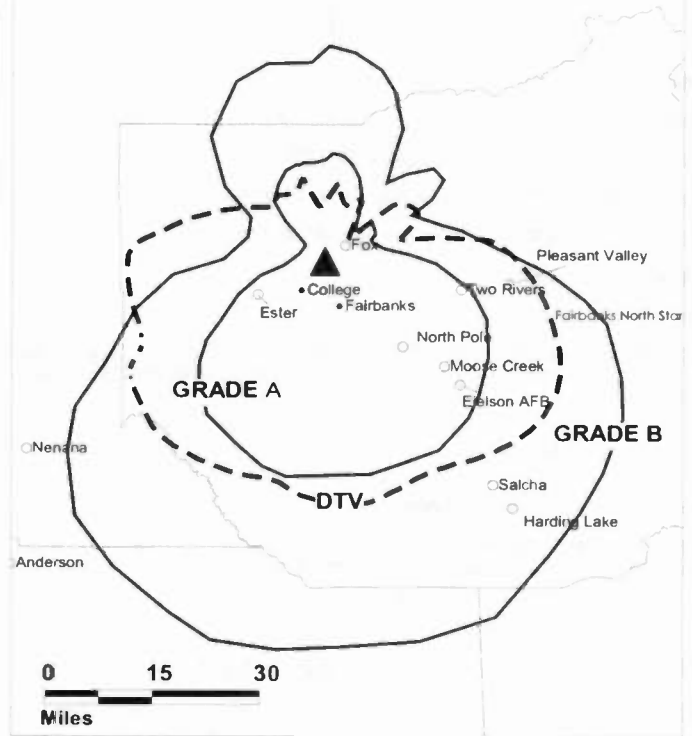 Fox
Pleasant Valley
College
Two Rivers
Ester
Fairbanks
Fairbanks North Star
North Pole
Moose Creek
GRADE A
Eielson AFB
GRADE B
Nenana
Salcha
DTV
Harding Lake
Anderson
0 15 30
Miles